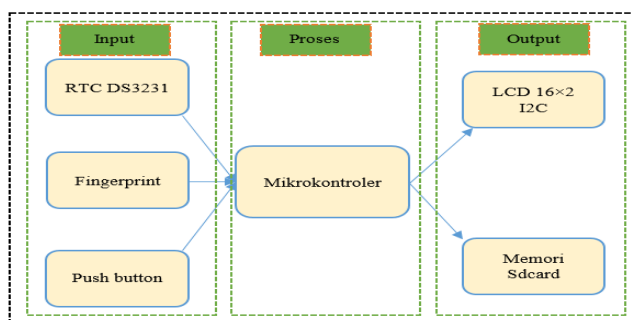 Input
Proses
Output
RTC DS3231
LCD 16×2
I2C
Fingerprint
Mikrokontroler
Push button
Memori
Sdcard